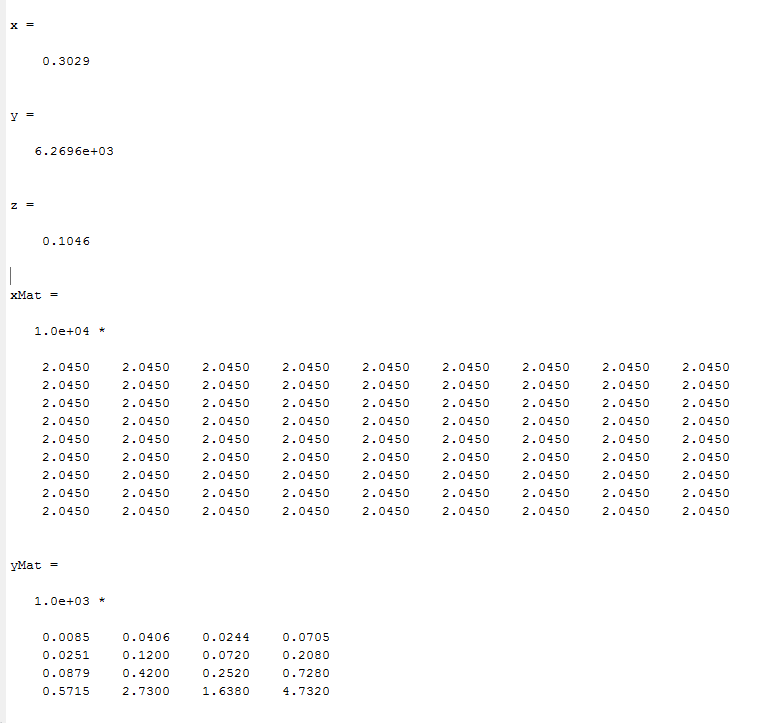 x =
0.3029
y =
6.2696e+03
z =
0.1046
xMat =
1.0e+04 *
2.0450 2.0450 2.0450 2.0450 2.0450 2.0450 2.0450 2.0450 2.0450
2.0450 2.0450 2.0450 2.0450 2.0450 2.0450 2.0450 2.0450 2.0450
2.0450 2.0450 2.0450 2.0450 2.0450 2.0450 2.0450 2.0450 2.0450
2.0450 2.0450 2.0450 2.0450 2.0450 2.0450 2.0450 2.0450 2.0450
2.0450 2.0450 2.0450 2.0450 2.0450 2.0450 2.0450 2.0450 2.0450
2.0450 2.0450 2.0450 2.0450 2.0450 2.0450 2.0450 2.0450 2.0450
2.0450 2.0450 2.0450 2.0450 2.0450 2.0450 2.0450 2.0450 2.0450
2.0450 2.0450 2.0450 2.0450 2.0450 2.0450 2.0450 2.0450 2.0450
2.0450 2.0450 2.0450 2.0450 2.0450 2.0450 2.0450 2.0450 2.0450
yMat =
1.0e+03 *
0.0085 0.0406 0.0244 0.0705
0.0251 0.1200 0.0720 0.2080
0.0879 0.4200 0.2520 0.7280
0.5715 2.7300 1.6380 4.7320